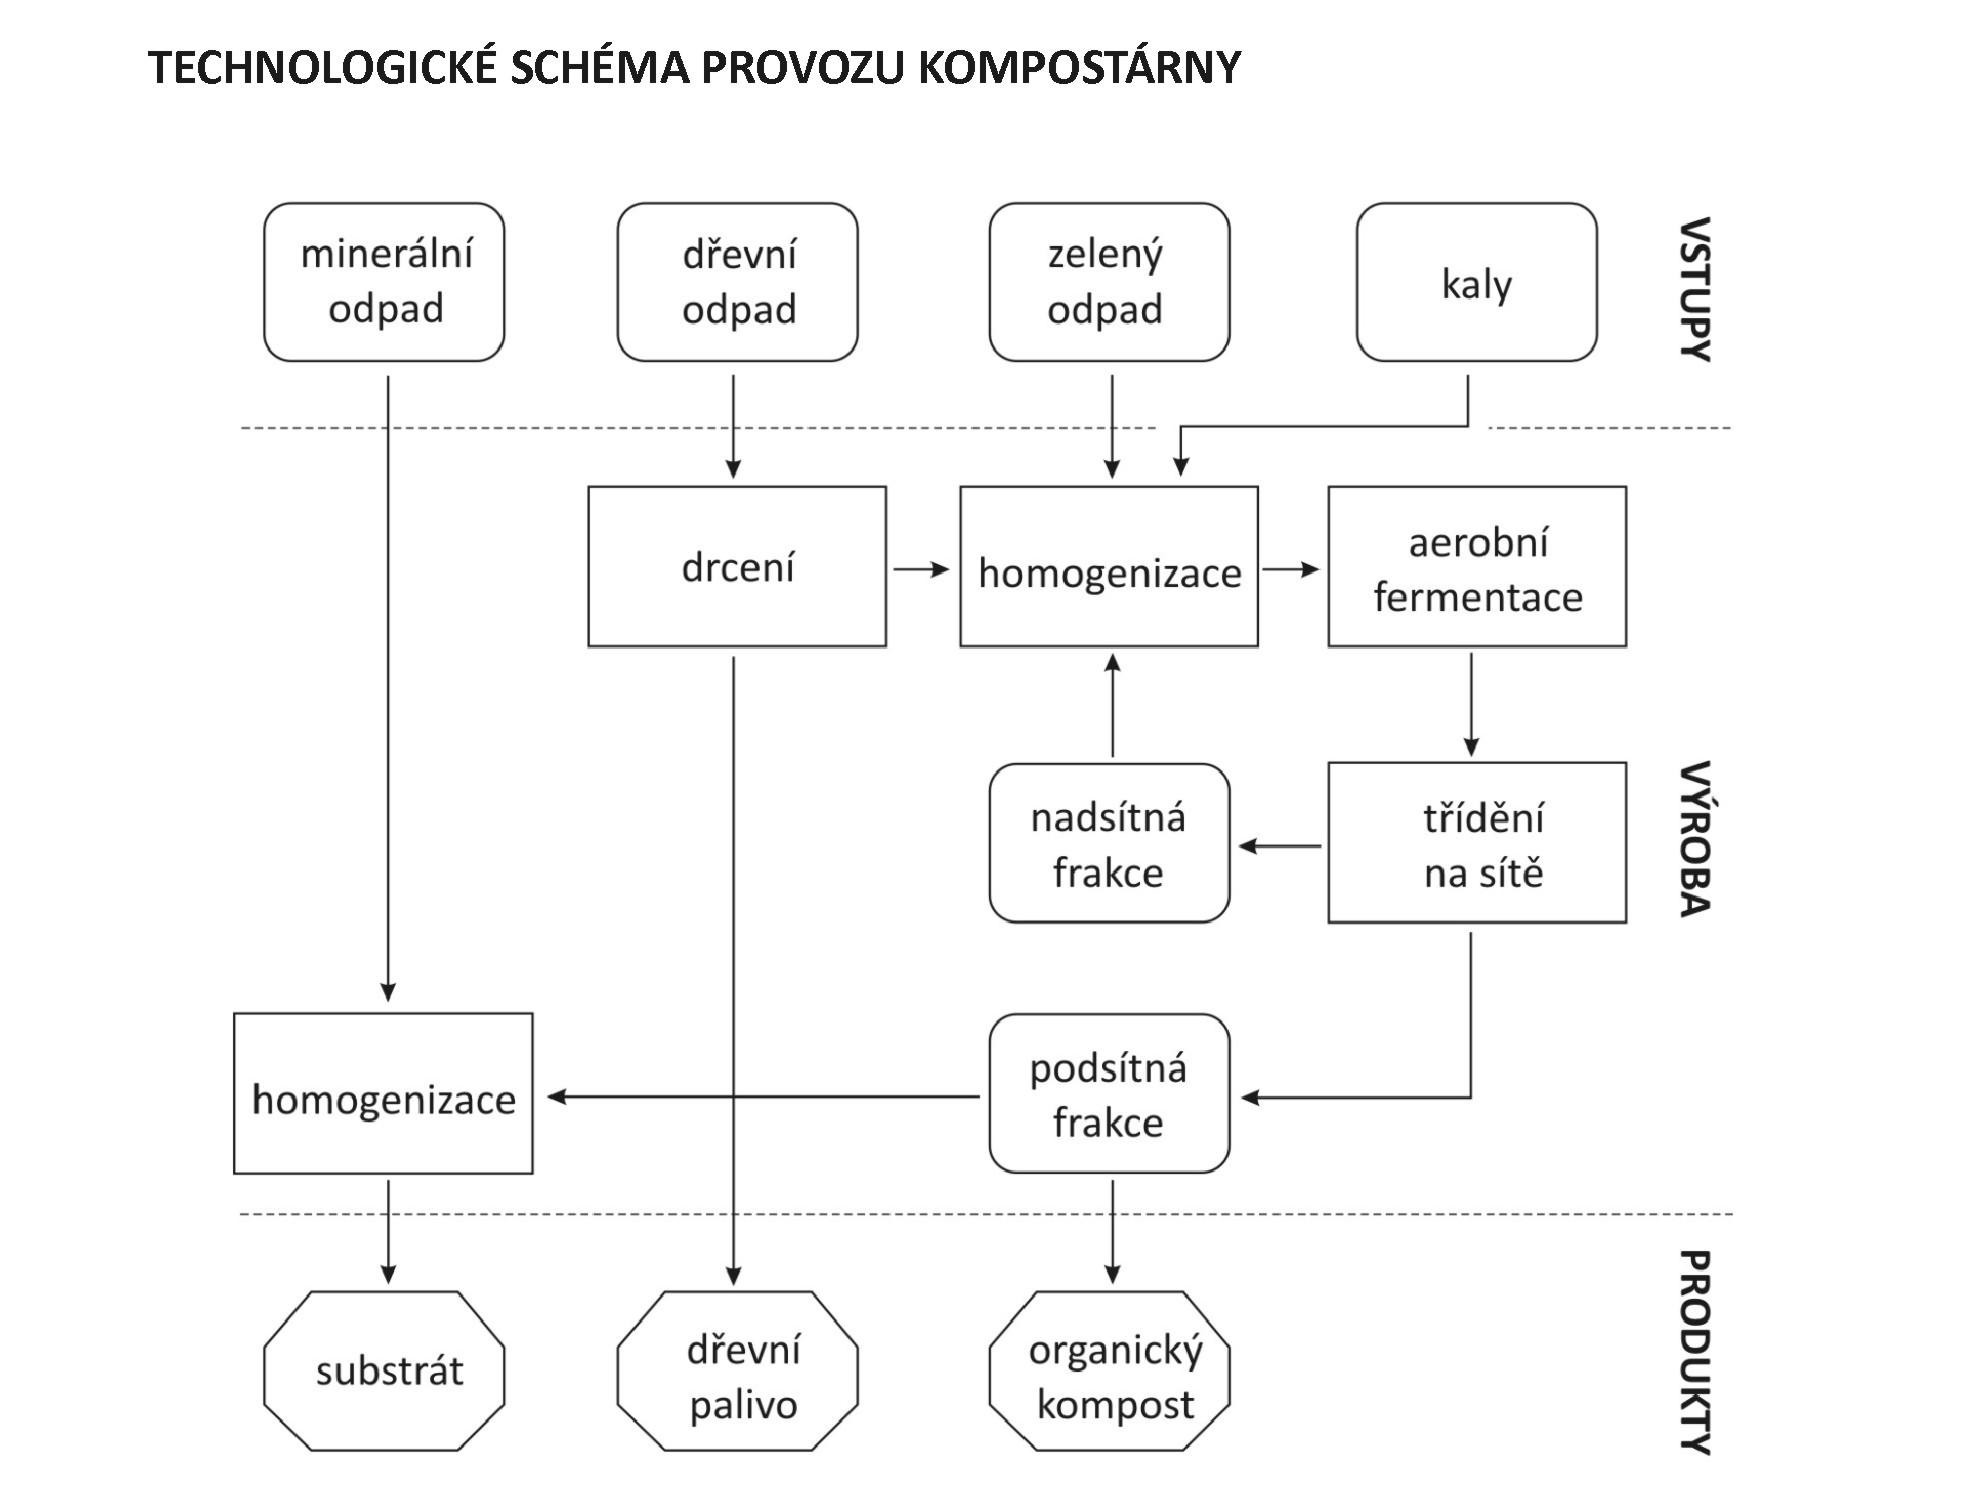 TECHNOLOGICKÉ SCHÉMA PROVOZU KOMPOSTÁRNY
minerální
odpad
dřevní
odpad
zelený
odpad
kaly
VSTUPY
drcení
homogenizace
aerobní
fermentace
nadsítná
frakce
třídění
na sítě
VÝROBA
homogenizace
podsítná
frakce
substrát
dřevní
palivo
organický
kompost
PRODUKTY